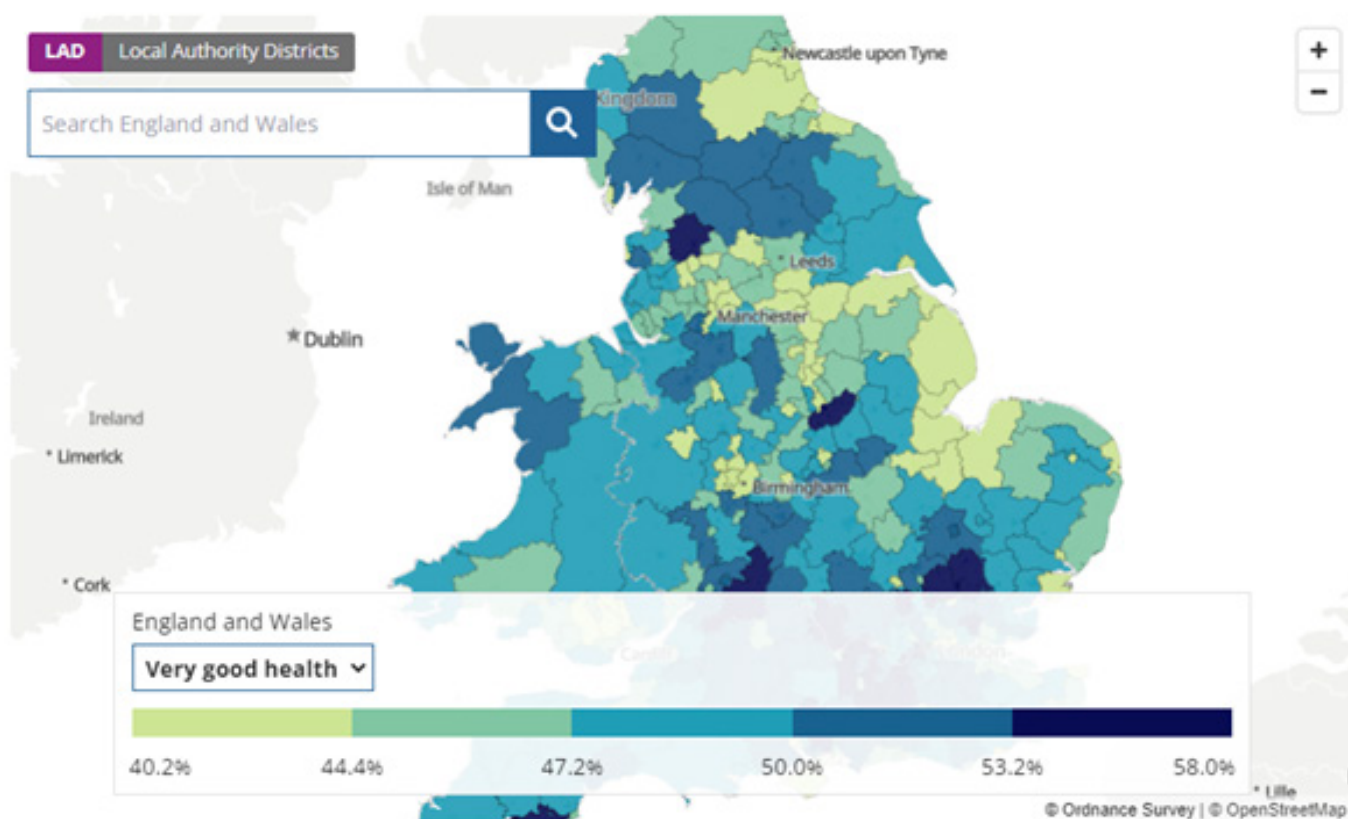 LAD Local Authority Districts
Newcastle upon Tyne
Kingdom
Search England and Wales
Isle of Man
Leeds
Manchester
Dublin
Ireland
Limerick
Birmingham
Cork
England and Wales
Very good health
London
40.2% 44.4% 47.2% 50.0% 53.2% 58.0%
Lille
© Ordnance Survey | © OpenStreetMap